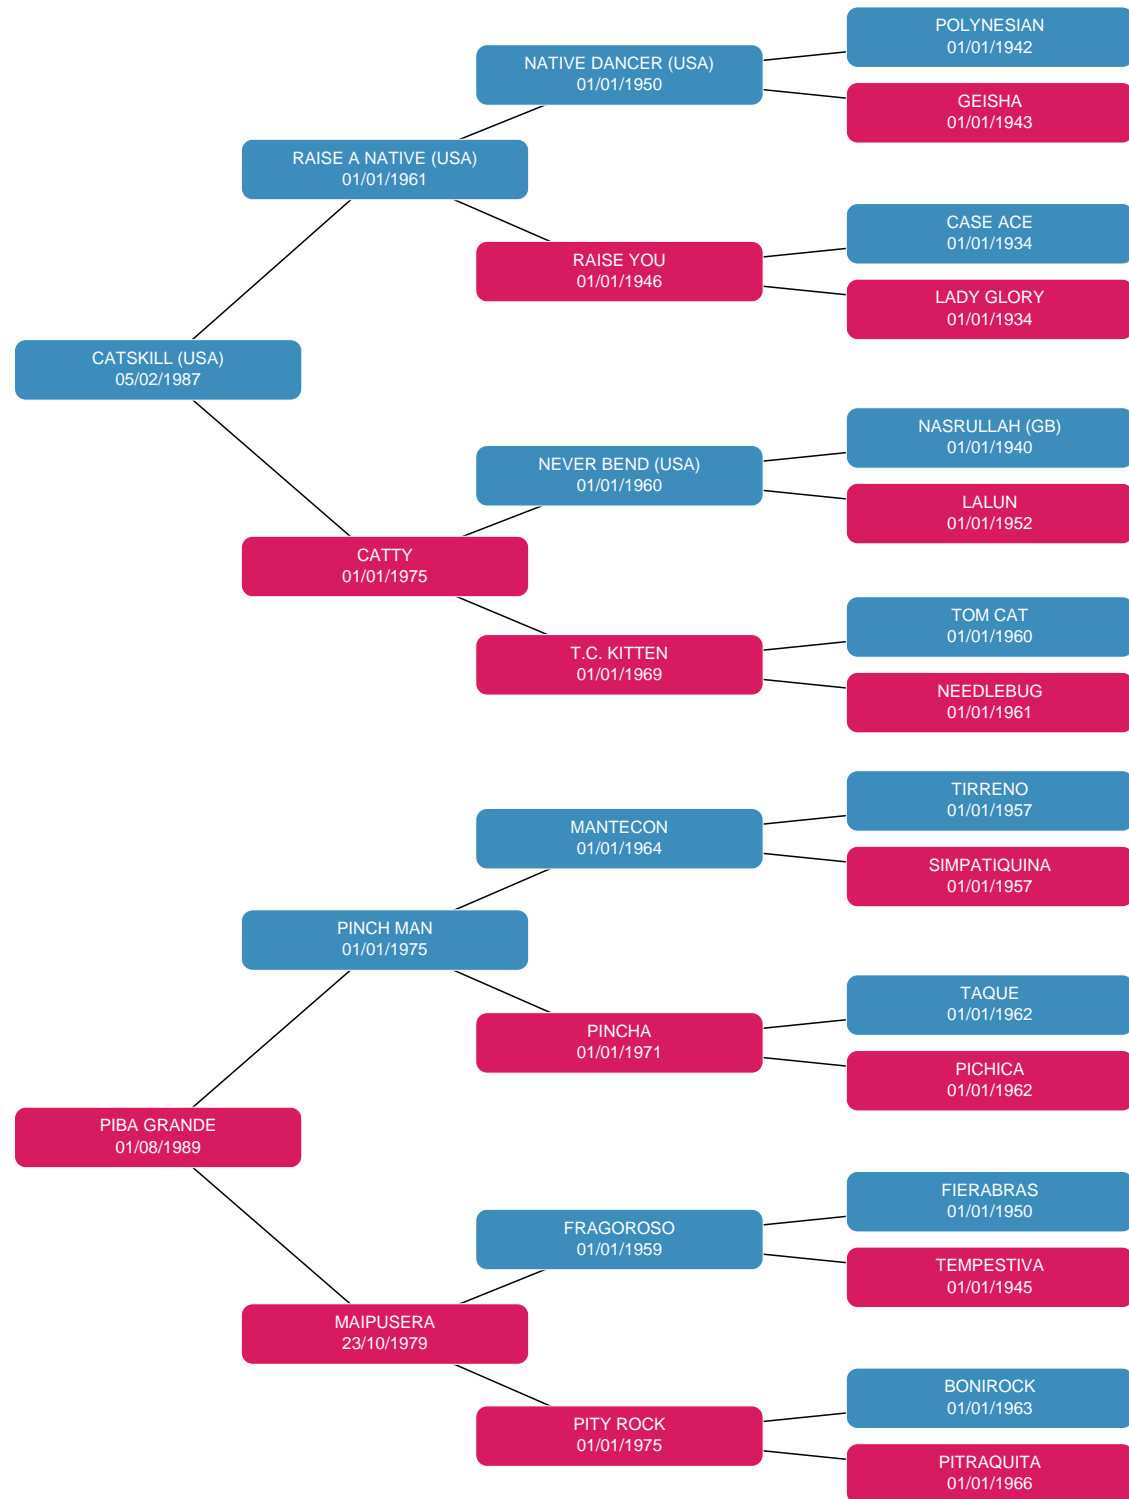 POLYNESIAN
01/01/1942
NATIVE DANCER (USA)
01/01/1950
GEISHA
01/01/1943
RAISE A NATIVE (USA)
01/01/1961
CASE ACE
01/01/1934
RAISE YOU
01/01/1946
LADY GLORY
01/01/1934
CATSKILL (USA)
05/02/1987
NASRULLAH (GB)
01/01/1940
NEVER BEND (USA)
01/01/1960
LALUN
01/01/1952
CATTY
01/01/1975
TOM CAT
01/01/1960
T.C. KITTEN
01/01/1969
NEEDLEBUG
01/01/1961
TIRRENO
01/01/1957
MANTECON
01/01/1964
SIMPATIQUINA
01/01/1957
PINCH MAN
01/01/1975
TAQUE
01/01/1962
PINCHA
01/01/1971
PICHICA
01/01/1962
PIBA GRANDE
01/08/1989
FIERABRAS
01/01/1950
FRAGOROSO
01/01/1959
TEMPESTIVA
01/01/1945
MAIPUSERA
23/10/1979
BONIROCK
01/01/1963
PITY ROCK
01/01/1975
PITRAQUITA
01/01/1966